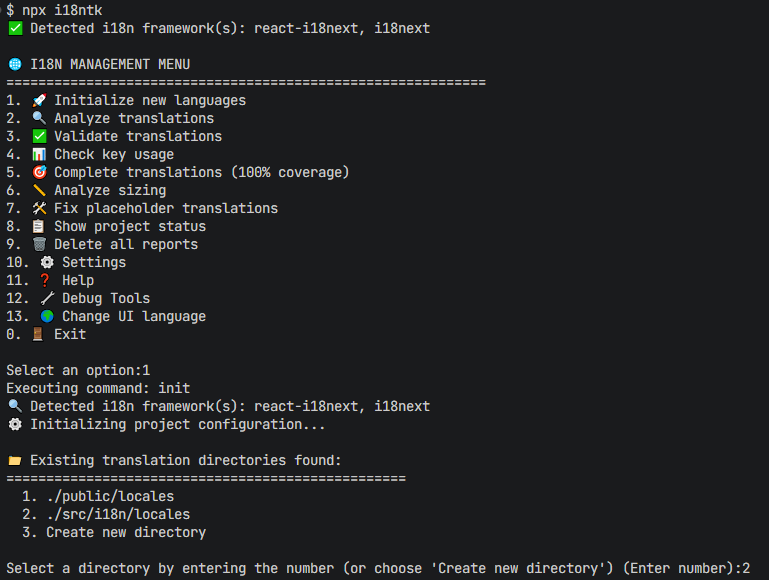 $ npx i18ntk
✅ Detected i18n framework(s): react-i18next, i18next
🌐 I18N MANAGEMENT MENU
============================================================
1. 🚀 Initialize new languages
2. 🔍 Analyze translations
3. ✅ Validate translations
4. 📊 Check key usage
5. 🎯 Complete translations (100% coverage)
6. 📏 Analyze sizing
7. 🛠️ Fix placeholder translations
8. 📋 Show project status
9. 🗑️ Delete all reports
10. ⚙️ Settings
11. ❓ Help
12. 🔧 Debug Tools
13. 🌍 Change UI language
0. 🚪 Exit
Select an option:1
Executing command: init
🔍 Detected i18n framework(s): react-i18next, i18next
⚙️ Initializing project configuration...
📁 Existing translation directories found:
==================================================
1. ./public/locales
2. ./src/i18n/locales
3. Create new directory
Select a directory by entering the number (or choose 'Create new directory') (Enter number):2